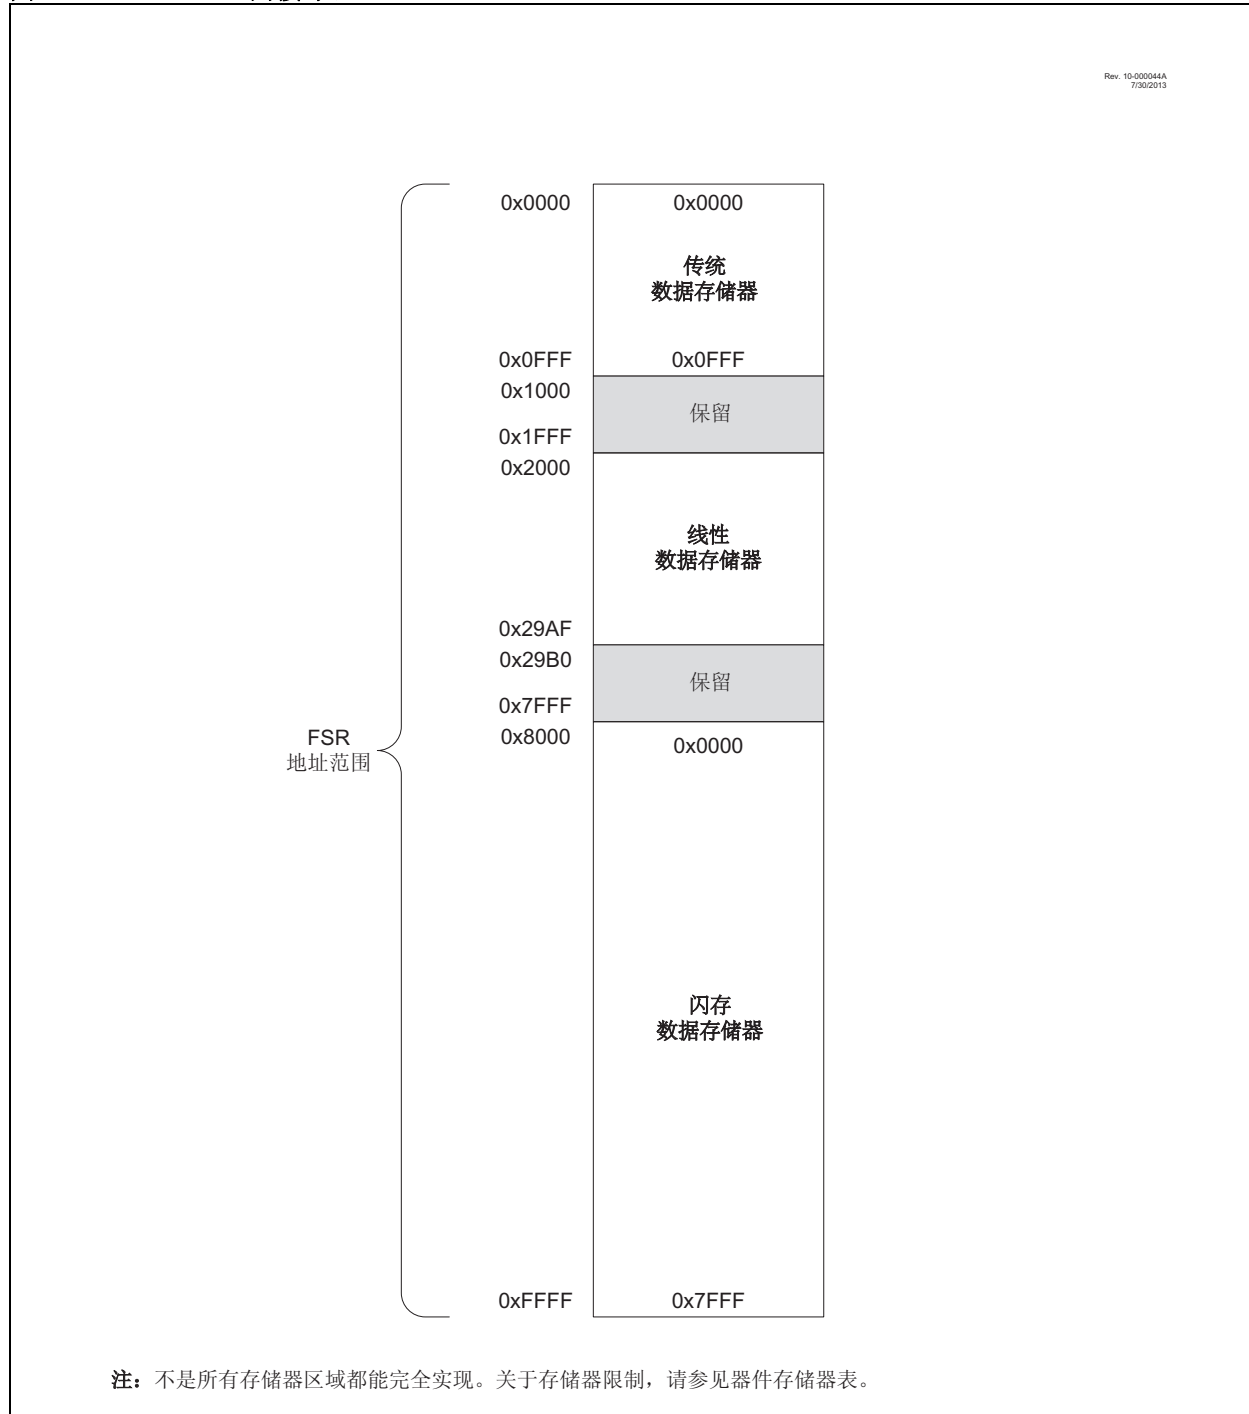 Rev. 10-000044A
7/30/2013
0x0000 0x0000
传统
数据存储器
0x0FFF 0x0FFF
0x1000
保留
0x1FFF
0x2000
线性
数据存储器
0x29AF
0x29B0
保留
0x7FFF
0x8000 0x0000
FSR
地址范围
闪存
数据存储器
0xFFFF 0x7FFF
注：不是所有存储器区域都能完全实现。关于存储器限制，请参见器件存储器表。